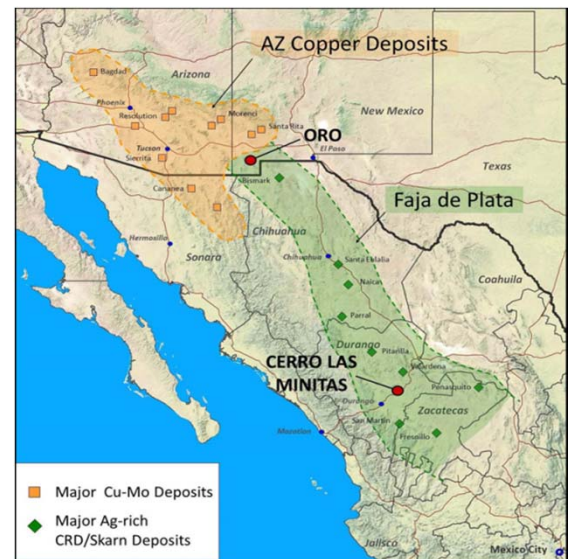 AZ Copper Deposits
Bagdad
Arizona
Phoenix
Resolution
Morenci
New Mexico
Santa Rita
ORO
Tucson
El Paso
Sierrita
Texas
Bismark
Cananea
Faja de Plata
Hermosillo
Chihuahua
Sonora
Chihuahua
Santa Eulalia
Coahuila
Naica
Parral
Durango
Pitarilla
CERRO LAS
MINITAS
Velardena
Penasquito
Durango
Zacatecas
San Martin
Mazatlan
Fresnillo
Major Cu-Mo Deposits
Major Ag-rich
CRD/Skarn Deposits
Jalisco
Mexico City